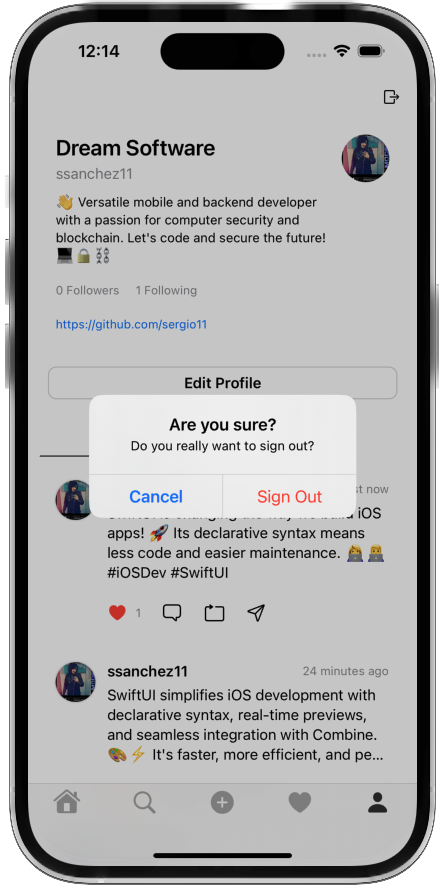 12:14
Dream Software
ssanchez11
👋 Versatile mobile and backend developer
with a passion for computer security and
blockchain. Let's code and secure the future!
💻🔒⛓️
0 Followers 1 Following
https://github.com/sergio11
Edit Profile
Are you sure?
Do you really want to sign out?
Cancel Sign Out
st now
apps! 🚀 Its declarative syntax means
less code and easier maintenance. 👩‍💻👨‍💻
#iOSDev #SwiftUI
1
ssanchez11 24 minutes ago
SwiftUI simplifies iOS development with
declarative syntax, real-time previews,
and seamless integration with Combine.
🎨⚡ It's faster, more efficient, and pe...